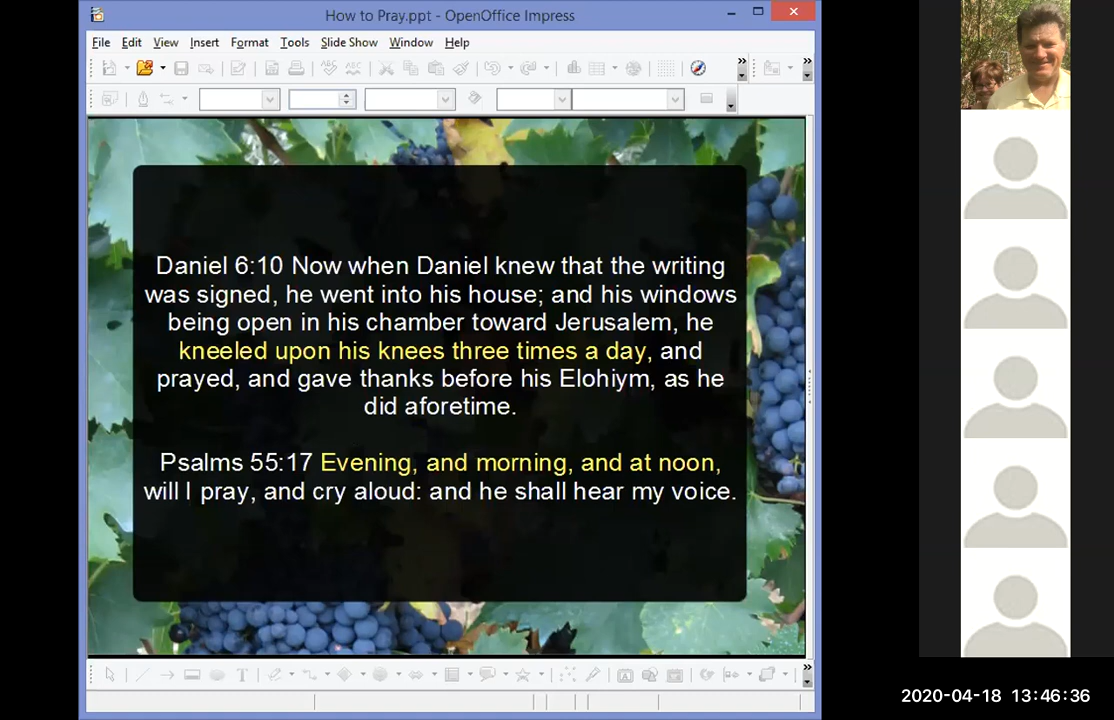 How to Pray.ppt - OpenOffice Impress
File Edit View Insert Format Tools Slide Show Window Help
Daniel 6:10 Now when Daniel knew that the writing
was signed, he went into his house; and his windows
being open in his chamber toward Jerusalem, he
kneeled upon his knees three times a day, and
prayed, and gave thanks before his Elohiym, as he
did aforetime.
Psalms 55:17 Evening, and morning, and at noon,
will I pray, and cry aloud: and he shall hear my voice.
2020-04-18 13:46:36